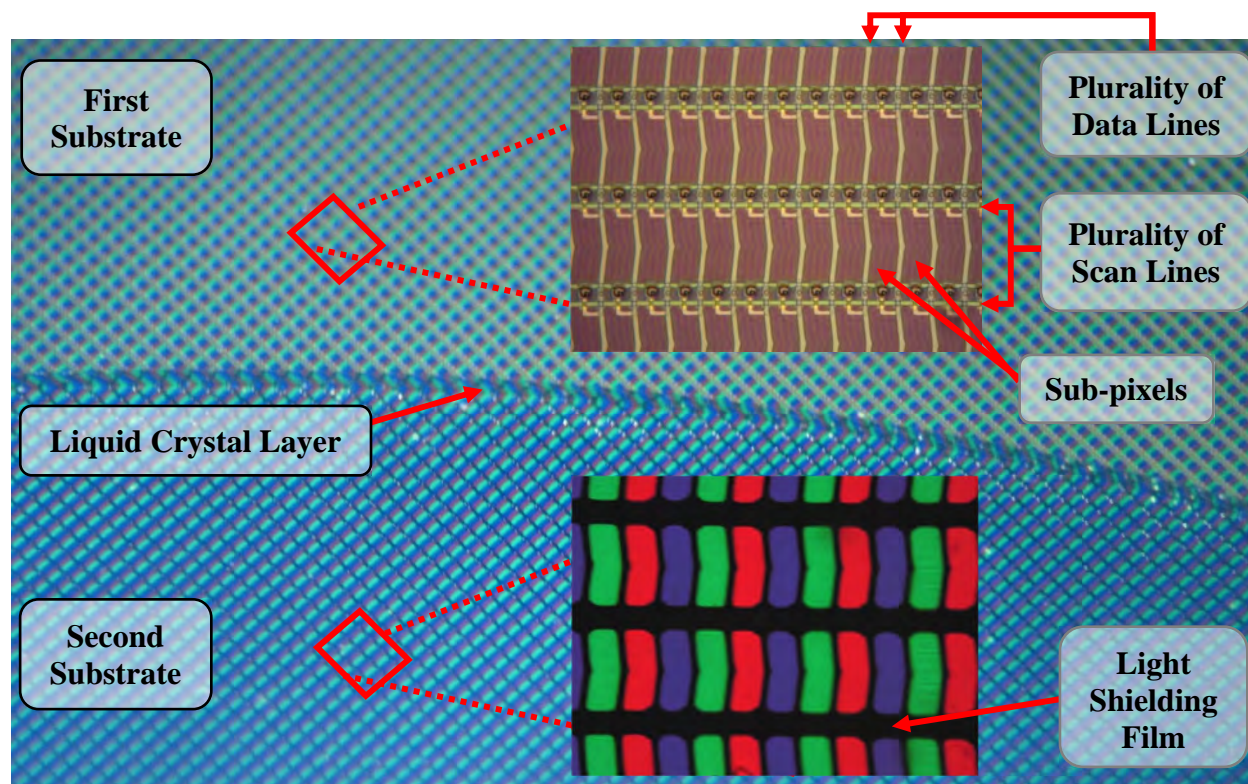 First
Substrate
Plurality of
Data Lines
Plurality of
Scan Lines
Sub-pixels
Liquid Crystal Layer
Second
Substrate
Light
Shielding
Film